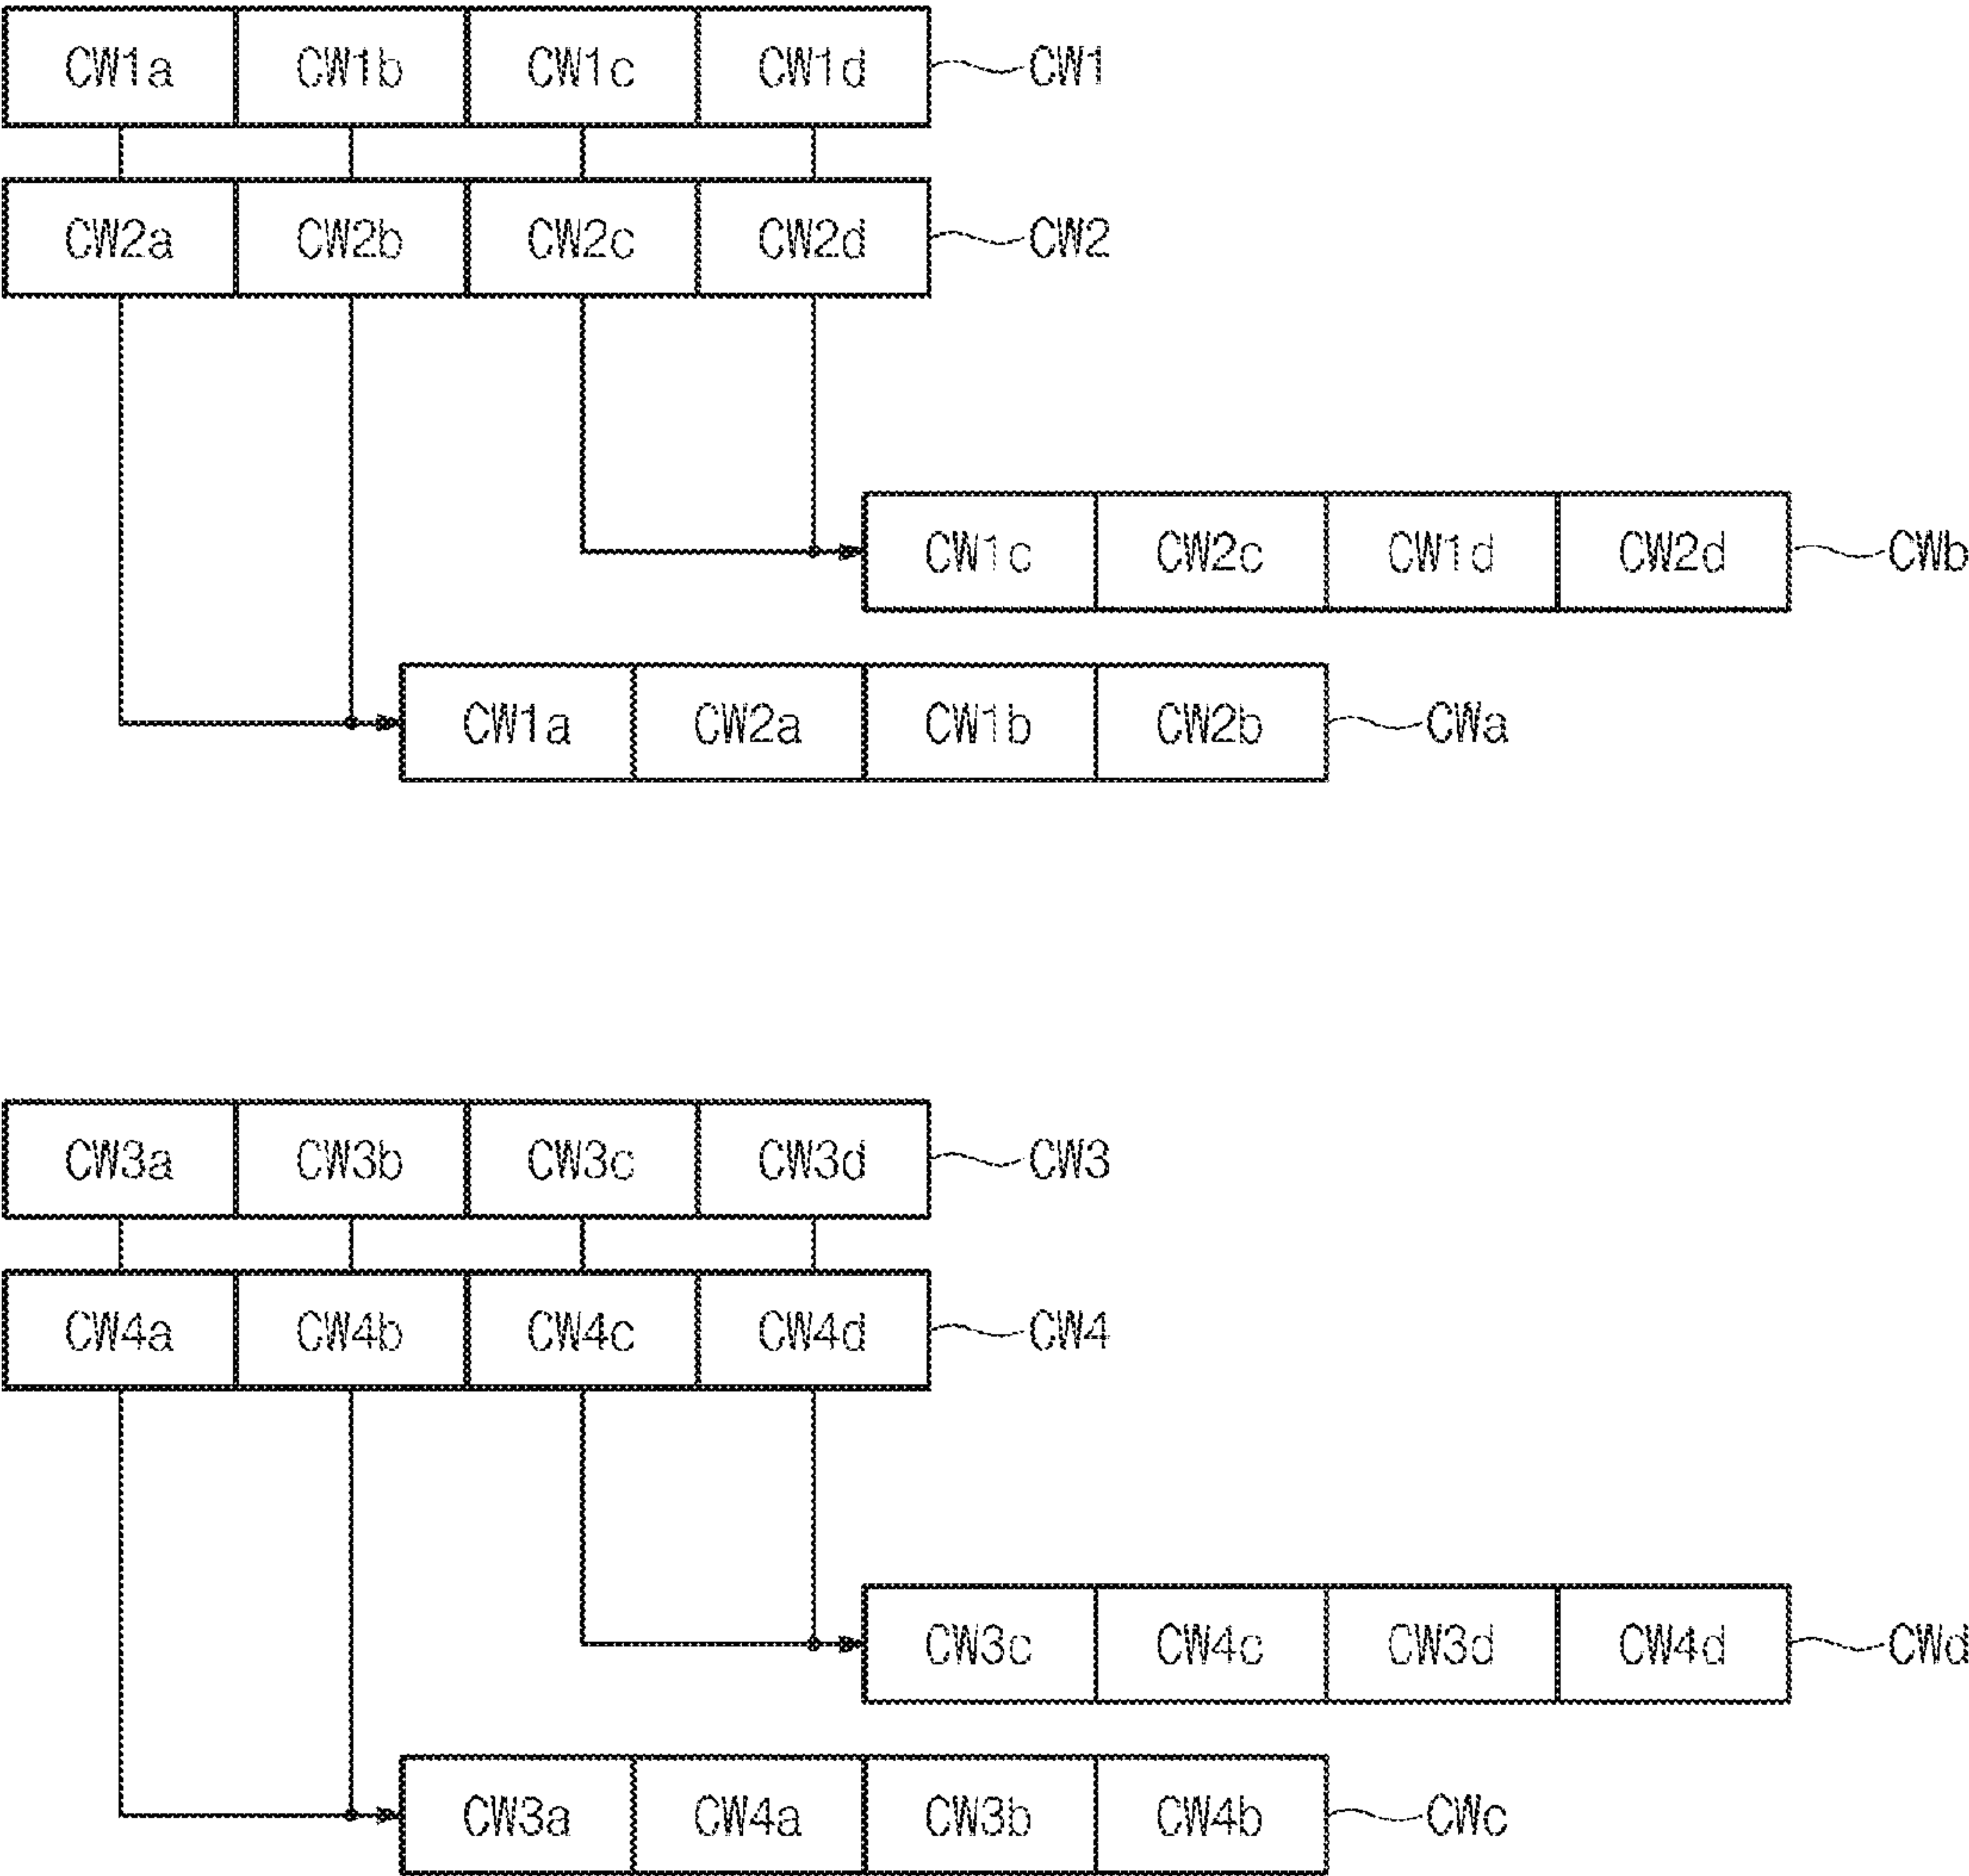 CW1a CW1b CW1c CW1d CW1
CW2a CW2b CW2c CW2d CW2
CW1c CW2c CW1d CW2d CWb
CW1a CW2a CW1b CW2b CWa
CW3a CW3b CW3c CW3d CW3
CW4a CW4b CW4c CW4d CW4
CW3c CW4c CW3d CW4d CWd
CW3a CW4a CW3b CW4b CWc